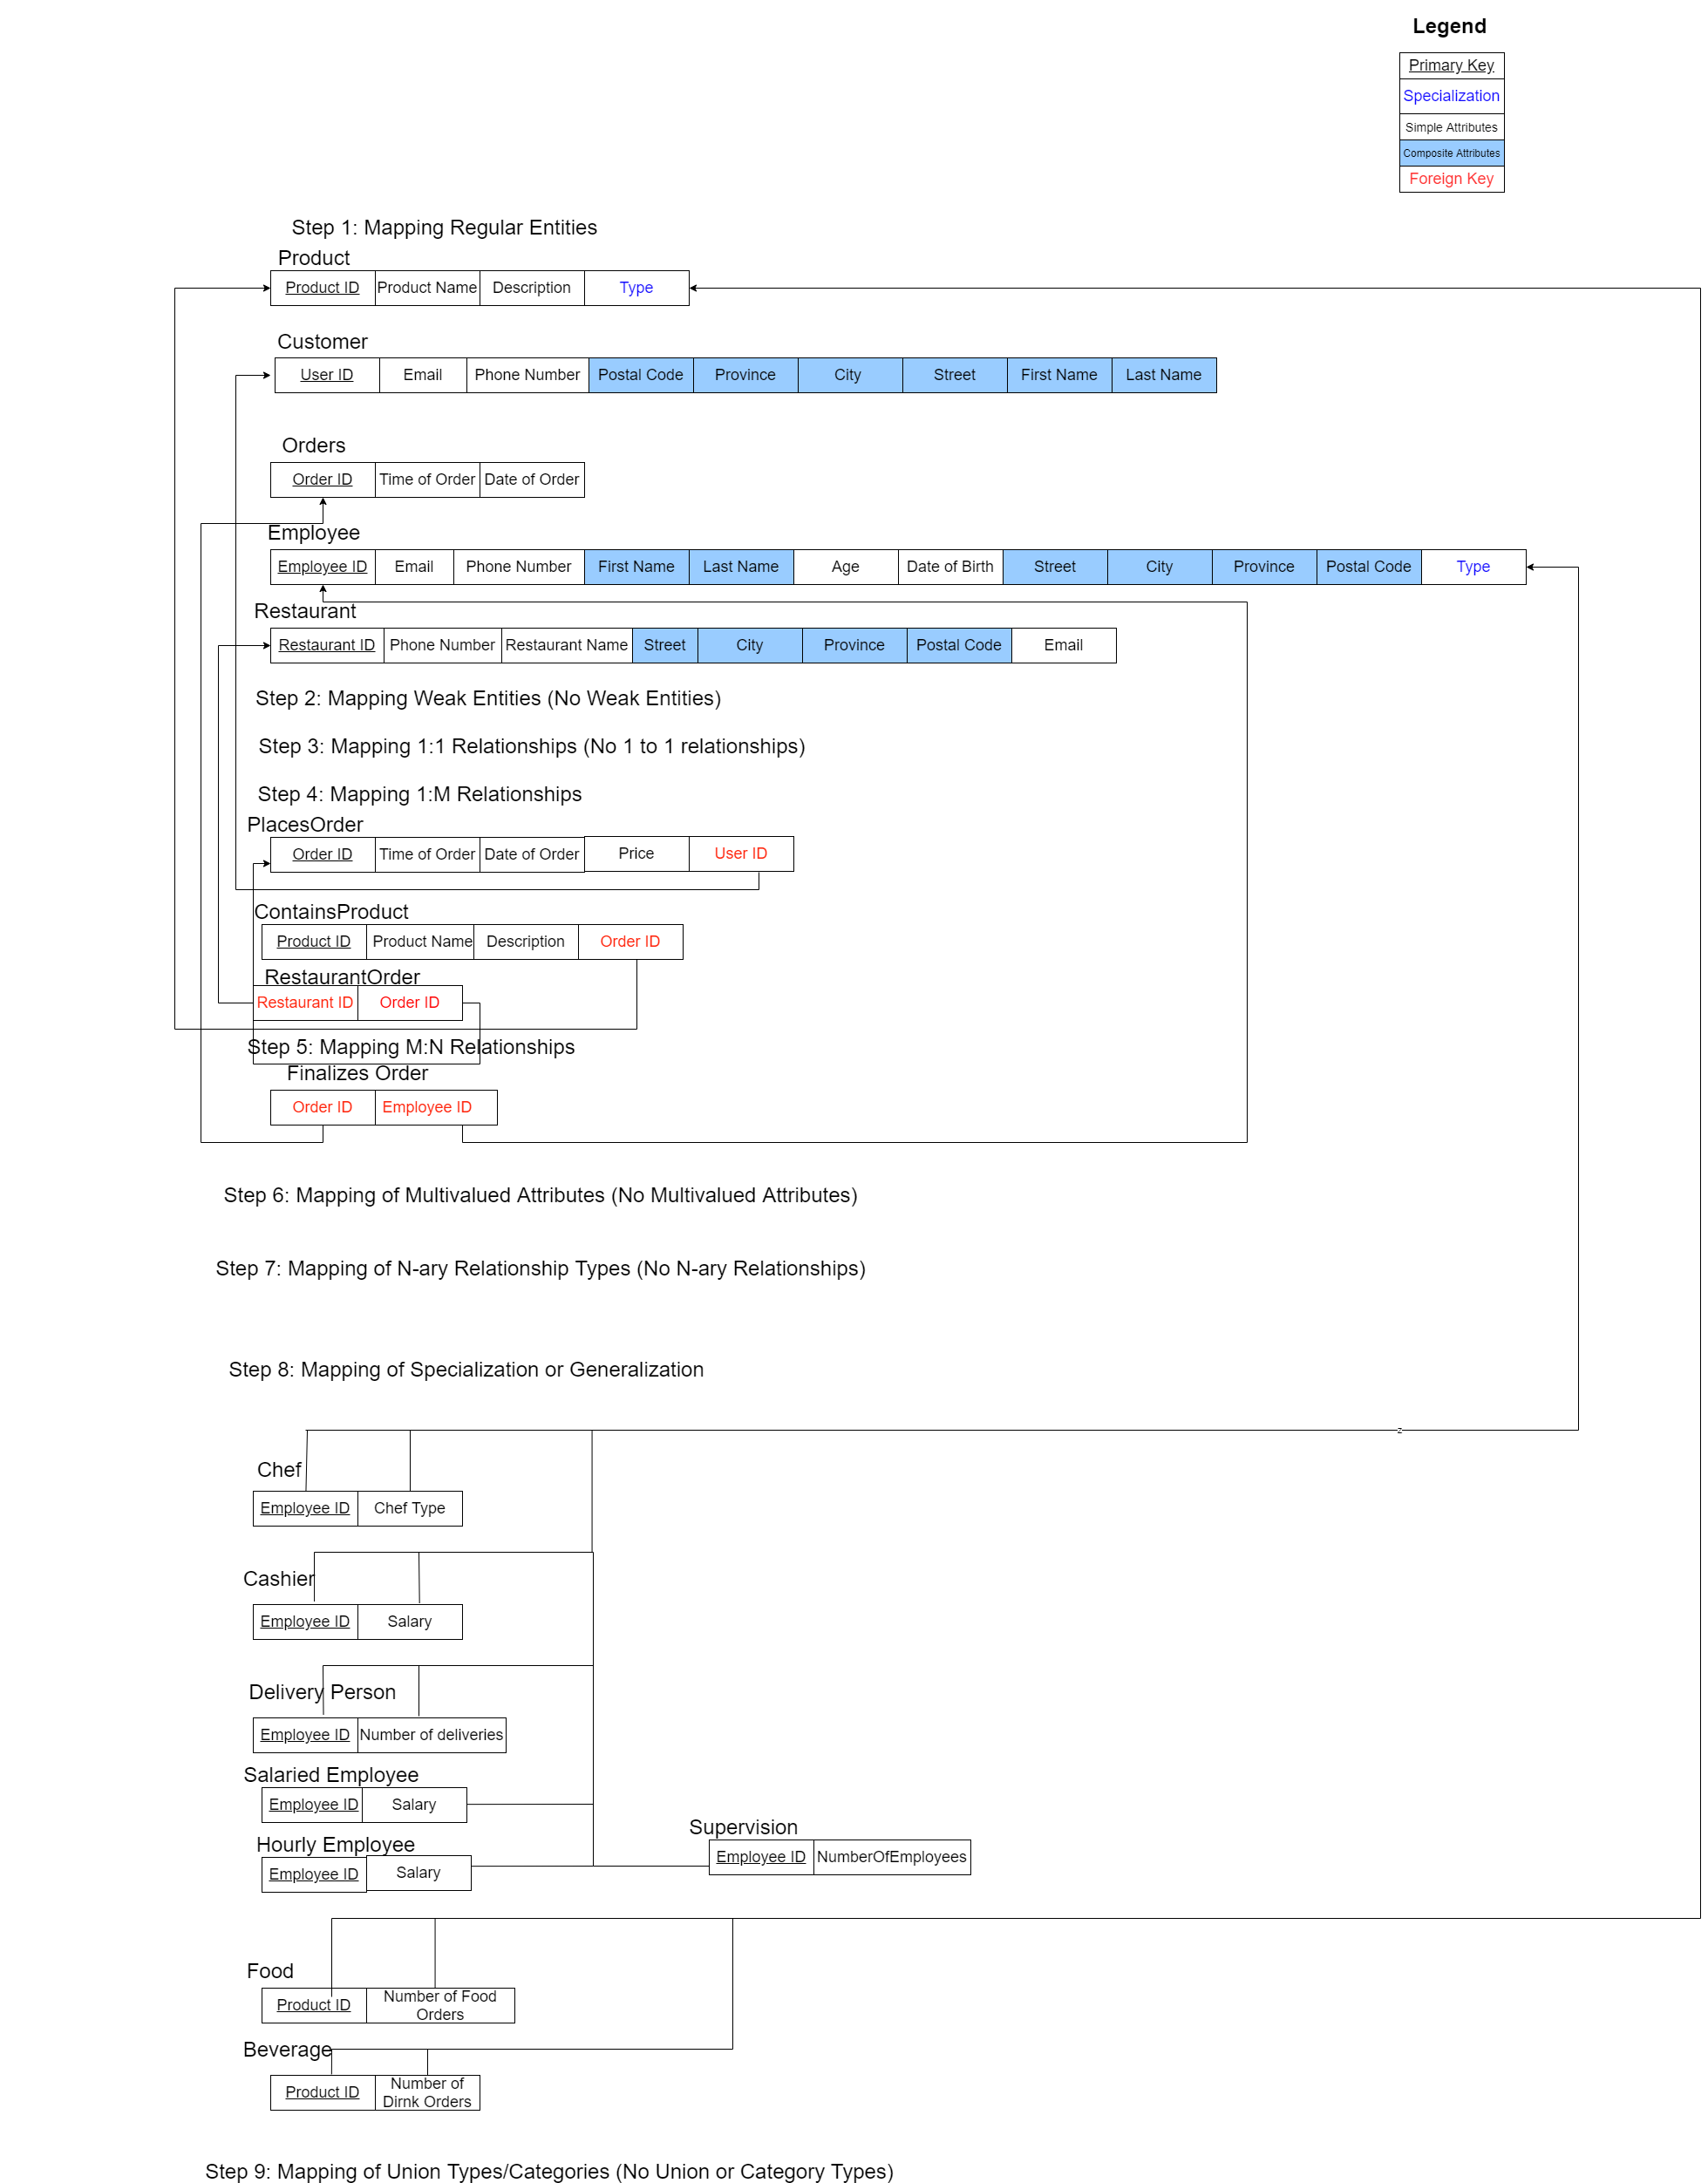 Legend
Primary Key
Specialization
Simple Attributes
Composite Attributes
Foreign Key
Step 1: Mapping Regular Entities
Product
Product ID Product Name Description Type
Customer
User ID Email Phone Number Postal Code Province City Street First Name Last Name
Orders
Order ID Time of Order Date of Order
Employee
Employee ID Email Phone Number First Name Last Name Age Date of Birth Street City Province Postal Code Type
Restaurant
Restaurant ID Phone Number Restaurant Name Street City Province Postal Code Email
Step 2: Mapping Weak Entities (No Weak Entities)
Step 3: Mapping 1:1 Relationships (No 1 to 1 relationships)
Step 4: Mapping 1:M Relationships
PlacesOrder
Order ID Time of Order Date of Order Price User ID
ContainsProduct
Product ID Product Name Description Order ID
RestaurantOrder
Restaurant ID Order ID
Step 5: Mapping M:N Relationships
Finalizes Order
Order ID Employee ID
Step 6: Mapping of Multivalued Attributes (No Multivalued Attributes)
Step 7: Mapping of N-ary Relationship Types (No N-ary Relationships)
Step 8: Mapping of Specialization or Generalization
z
Chef
Employee ID Chef Type
Cashier
Employee ID Salary
Delivery Person
Employee ID Number of deliveries
Salaried Employee
Employee ID Salary
Supervision
Hourly Employee
Employee ID NumberOfEmployees
Employee ID Salary
Food
Product ID Number of Food
Orders
Beverage
Product ID Number of
Dirnk Orders
Step 9: Mapping of Union Types/Categories (No Union or Category Types)